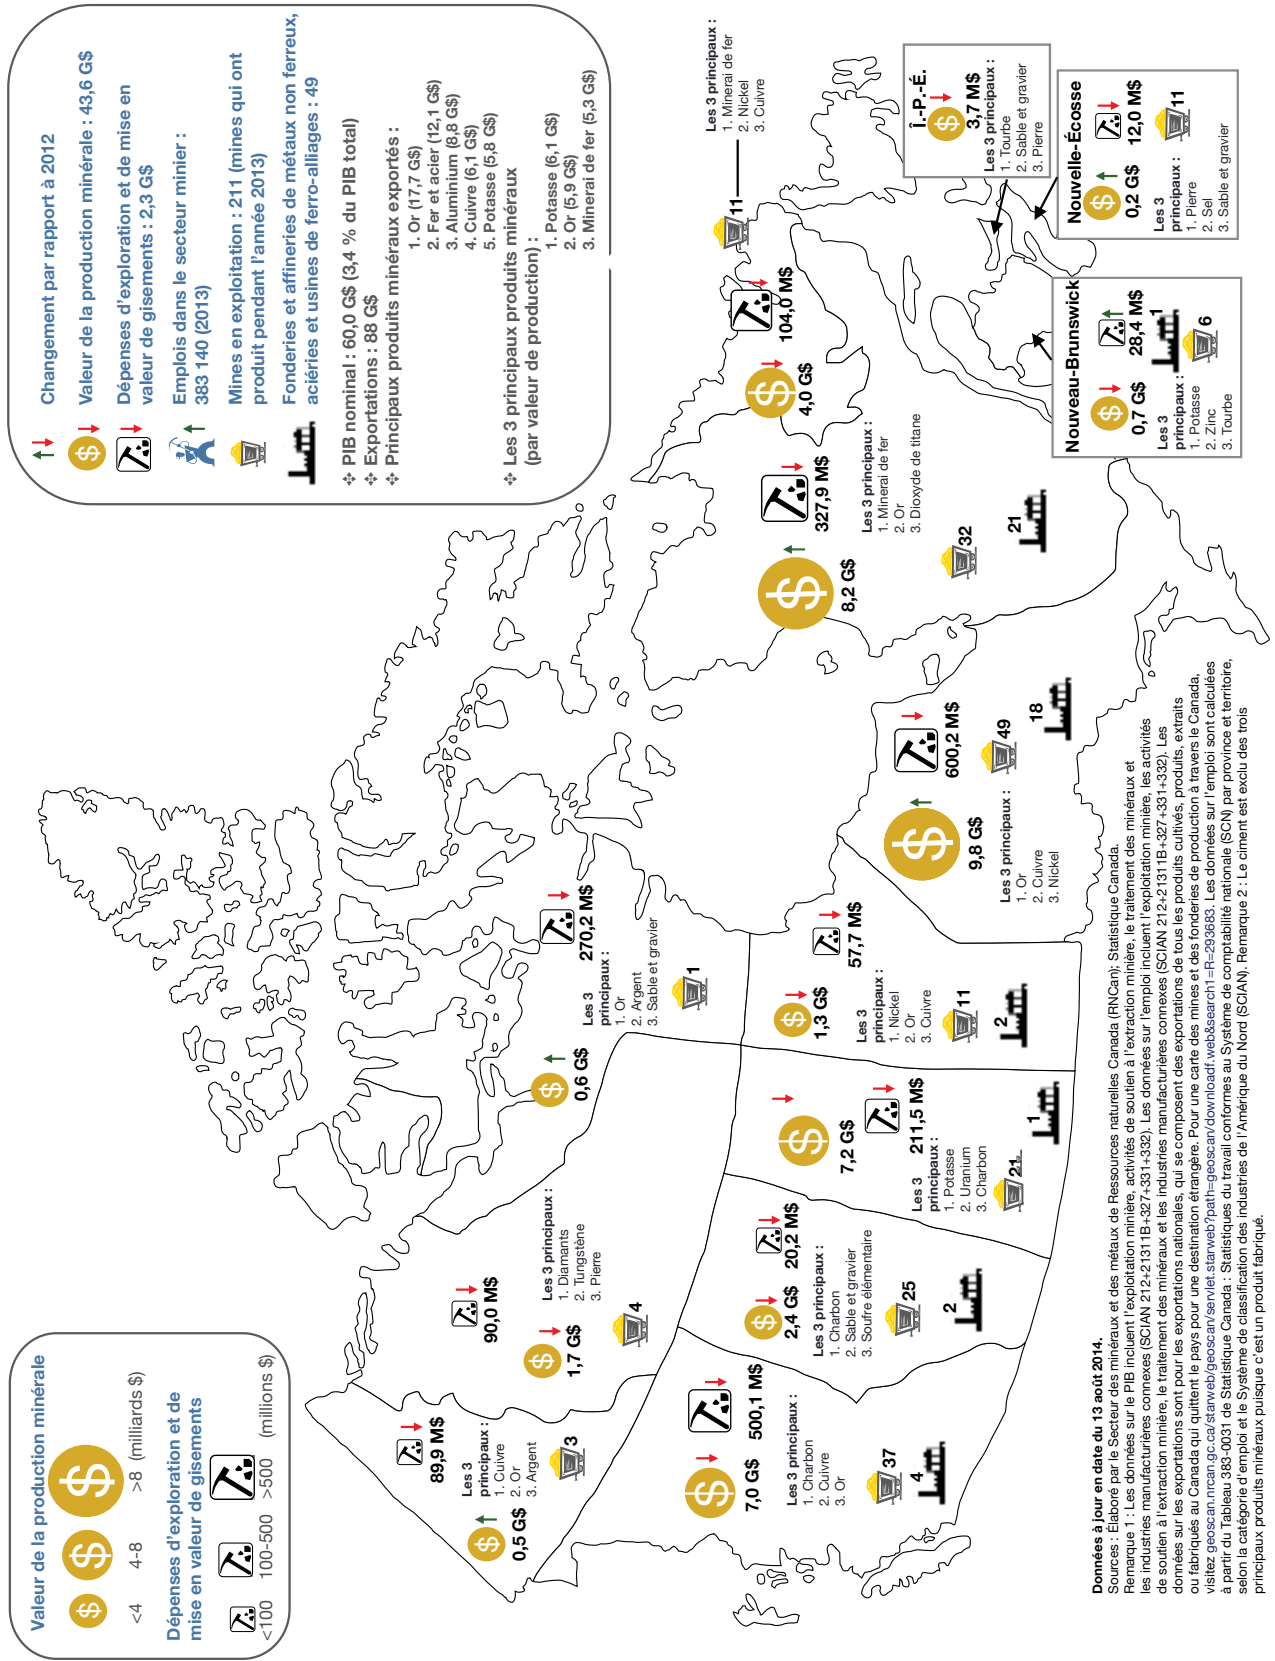 Valeur de la production minérale
<4
4-8
>8 (milliards $)
Dépenses d'exploration et de
mise en valeur de gisements
<100
100-500
>500
(millions $)
Changement par rapport à 2012
Valeur de la production minérale : 43,6 G$
Dépenses d'exploration et de mise en
valeur de gisements : 2,3 G$
Emplois dans le secteur minier :
383 140 (2013)
Mines en exploitation : 211 (mines qui ont
produit pendant l'année 2013)
Fonderies et affineries de métaux non ferreux,
aciéries et usines de ferro-alliages : 49
❖ PIB nominal : 60,0 G$ (3,4 % du PIB total)
❖ Exportations : 88 G$
❖ Principaux produits minéraux exportés :
1. Or (17,7 G$)
2. Fer et acier (12,1 G$)
3. Aluminium (8,8 G$)
4. Cuivre (6,1 G$)
5. Potasse (5,8 G$)
❖ Les 3 principaux produits minéraux
(par valeur de production) :
1. Potasse (6,1 G$)
2. Or (5,9 G$)
3. Minerai de fer (5,3 G$)
89,9 M$
Les 3
principaux :
1. Cuivre
2. Or
3. Argent
0,5 G$
3
90,0 M$
1,7 G$
Les 3 principaux :
1. Diamants
2. Tungstène
3. Pierre
4
0,6 G$
270,2 M$
Les 3
principaux :
1. Or
2. Argent
3. Sable et gravier
1
7,0 G$
500,1 M$
Les 3 principaux :
1. Charbon
2. Cuivre
3. Or
37
4
2,4 G$
20,2 M$
Les 3 principaux :
1. Charbon
2. Sable et gravier
3. Soufre élémentaire
25
2
7,2 G$
211,5 M$
Les 3
principaux :
1. Potasse
2. Uranium
3. Charbon
21
1
1,3 G$
57,7 M$
Les 3
principaux :
1. Nickel
2. Or
3. Cuivre
11
2
9,8 G$
600,2 M$
Les 3 principaux :
1. Or
2. Cuivre
3. Nickel
49
18
8,2 G$
327,9 M$
Les 3 principaux :
1. Minerai de fer
2. Or
3. Dioxyde de titane
32
21
4,0 G$
104,0 M$
11
Les 3 principaux :
1. Minerai de fer
2. Nickel
3. Cuivre
Î.-P.-É.
3,7 M$
Les 3 principaux :
1. Tourbe
2. Sable et gravier
3. Pierre
Nouvelle-Écosse
0,2 G$
12,0 M$
Les 3
principaux :
1. Pierre
2. Sel
3. Sable et gravier
11
Nouveau-Brunswick
0,7 G$
28,4 M$
Les 3
principaux :
1. Potasse
2. Zinc
3. Tourbe
1
6
Données à jour en date du 13 août 2014.
Sources : Élaboré par le Secteur des minéraux et des métaux de Ressources naturelles Canada (RNCan); Statistique Canada.
Remarque 1 : Les données sur le PIB incluent l'exploitation minière, activités de soutien à l'extraction minière, le traitement des minéraux et
les industries manufacturières connexes (SCIAN 212+21311B+327+331+332). Les données sur l'emploi incluent l'exploitation minière, les activités
de soutien à l'extraction minière, le traitement des minéraux et les industries manufacturières connexes (SCIAN 212+21311B+327+331+332). Les
données sur les exportations sont pour les exportations nationales, qui se composent des exportations de tous les produits cultivés, produits, extraits
ou fabriqués au Canada qui quittent le pays pour une destination étrangère. Pour une carte des mines et des fonderies de production à travers le Canada,
visitez geoscan.nrcan.gc.ca/starweb/geoscan/servlet.starweb?path=geoscan/downloadf.web&search1=R=293683. Les données sur l'emploi sont calculées
à partir du Tableau 383-0031 de Statistique Canada : Statistiques du travail conformes au Système de comptabilité nationale (SCN) par province et territoire,
selon la catégorie d'emploi et le Système de classification des industries de l'Amérique du Nord (SCIAN). Remarque 2 : Le ciment est exclu des trois
principaux produits minéraux puisque c'est un produit fabriqué.